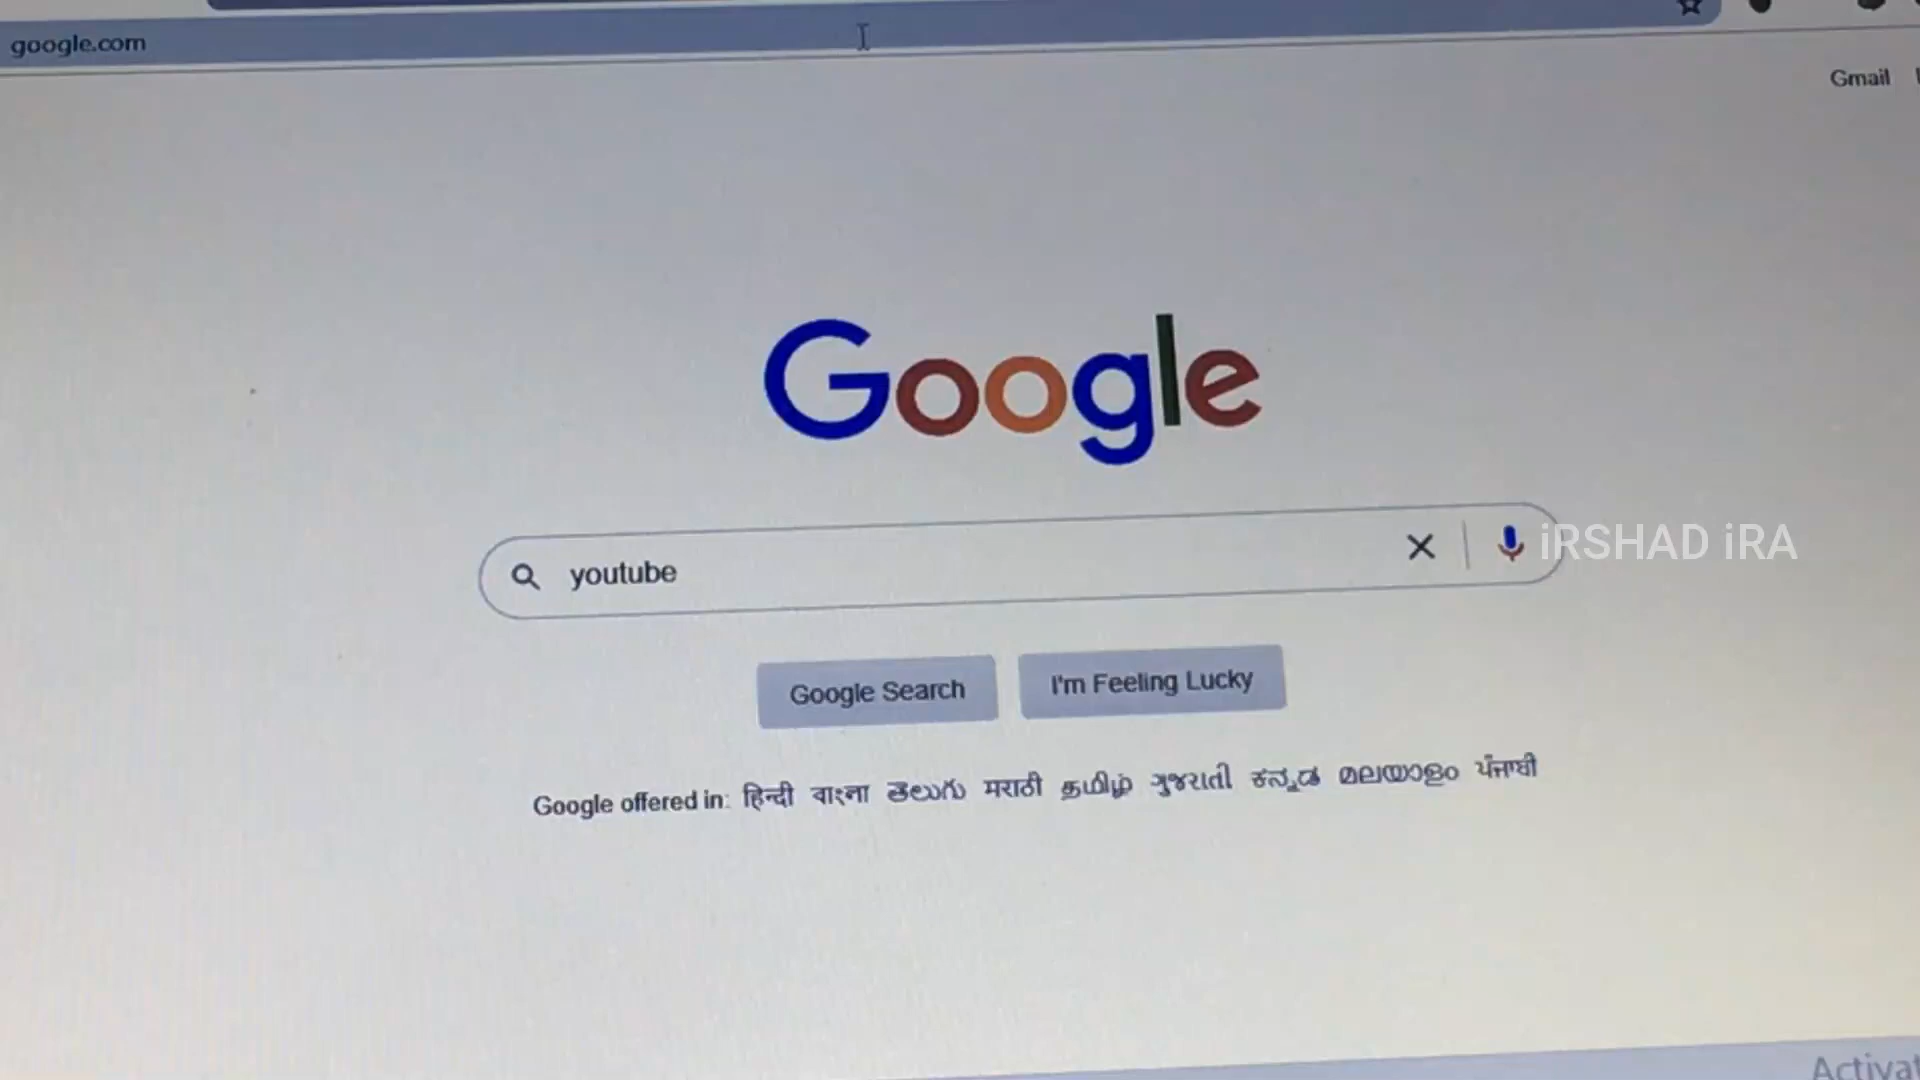 google.com
Gmail
Google
youtube
iRSHAD iRA
Google Search
I'm Feeling Lucky
Google offered in: हिन्दी বাংলা తెలుగు मराठी தமிழ் ગુજરાતી ಕನ್ನಡ മലയാളം ਪੰਜਾਬੀ